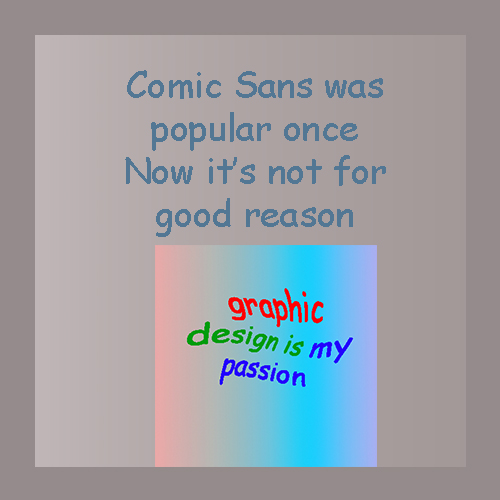 Comic Sans was
popular once
Now it's not for
good reason
graphic
design is my
passion